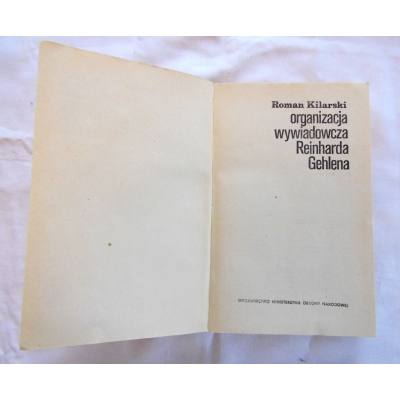 Roman Kilarski
organizacja
wywiadowcza
Reinharda
Gehlena
WYDAWNICTWO MINISTERSTWA OBRONY NARODOWEJ